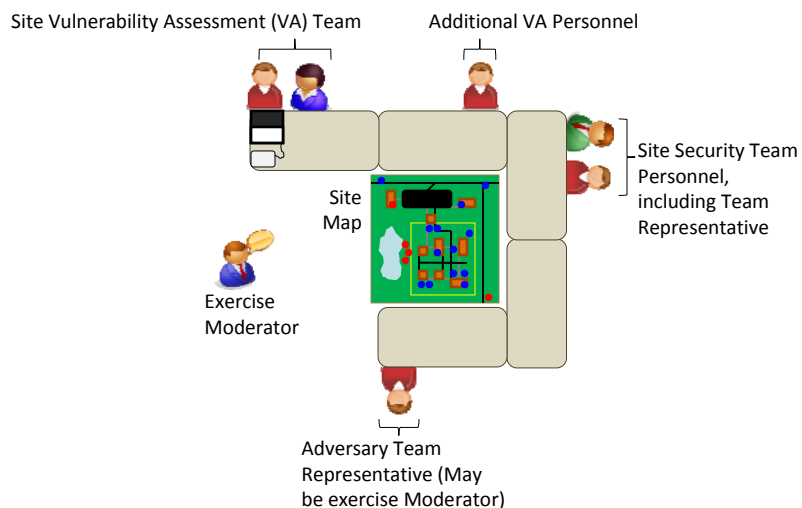 Site Vulnerability Assessment (VA) Team
Additional VA Personnel
Site Security Team
Personnel,
including Team
Representative
Site
Map
Exercise
Moderator
Adversary Team
Representative (May
be exercise Moderator)